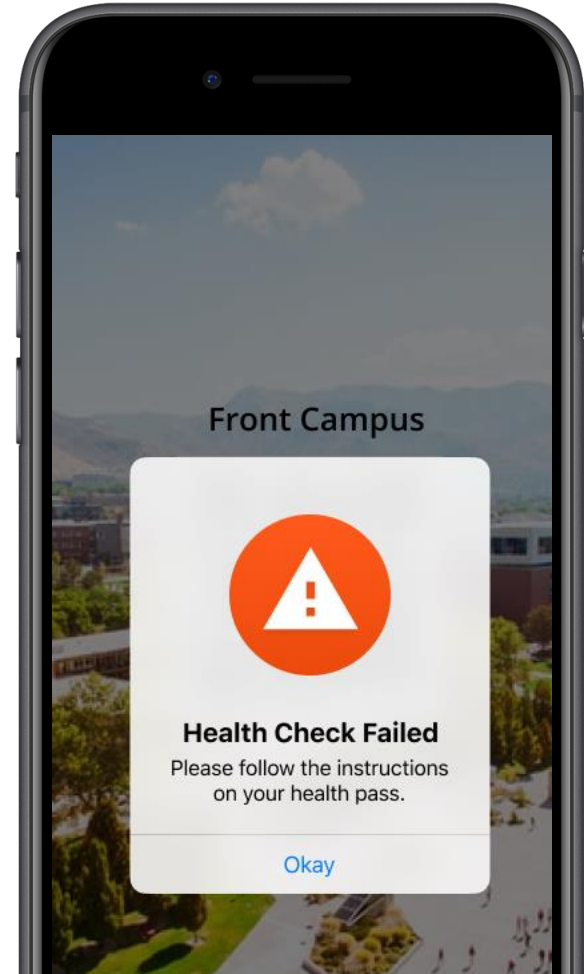 Front Campus
Health Check Failed
Please follow the instructions
on your health pass.
Okay